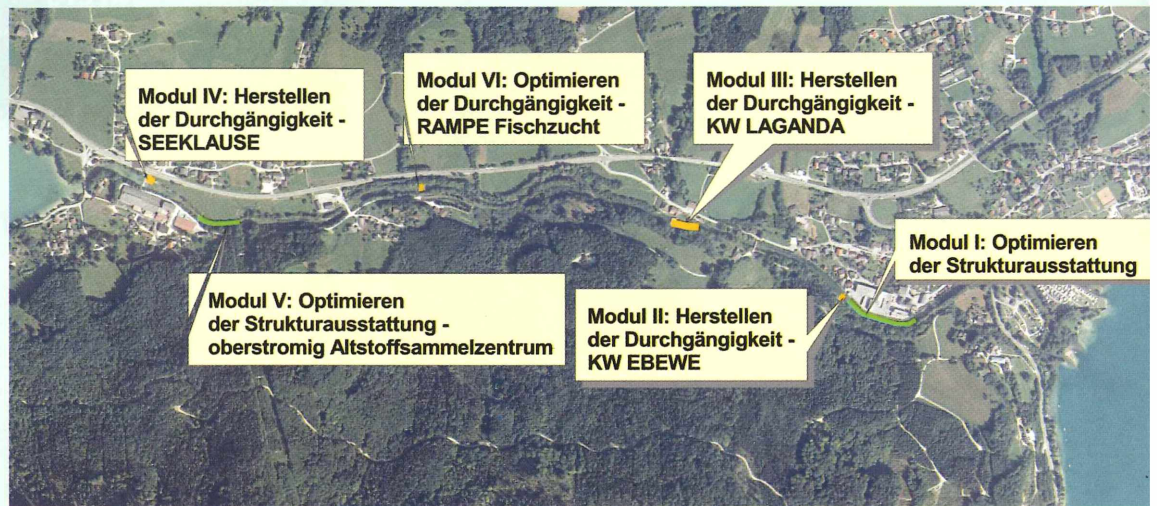 Modul IV: Herstellen
der Durchgängigkeit -
SEEKLAUSE
Modul VI: Optimieren
der Durchgängigkeit -
RAMPE Fischzucht
Modul III: Herstellen
der Durchgängigkeit -
KW LAGANDA
Modul I: Optimieren
der Strukturausstattung
Modul V: Optimieren
der Strukturausstattung -
oberstromig Altstoffsammelzentrum
Modul II: Herstellen
der Durchgängigkeit -
KW EBEWE